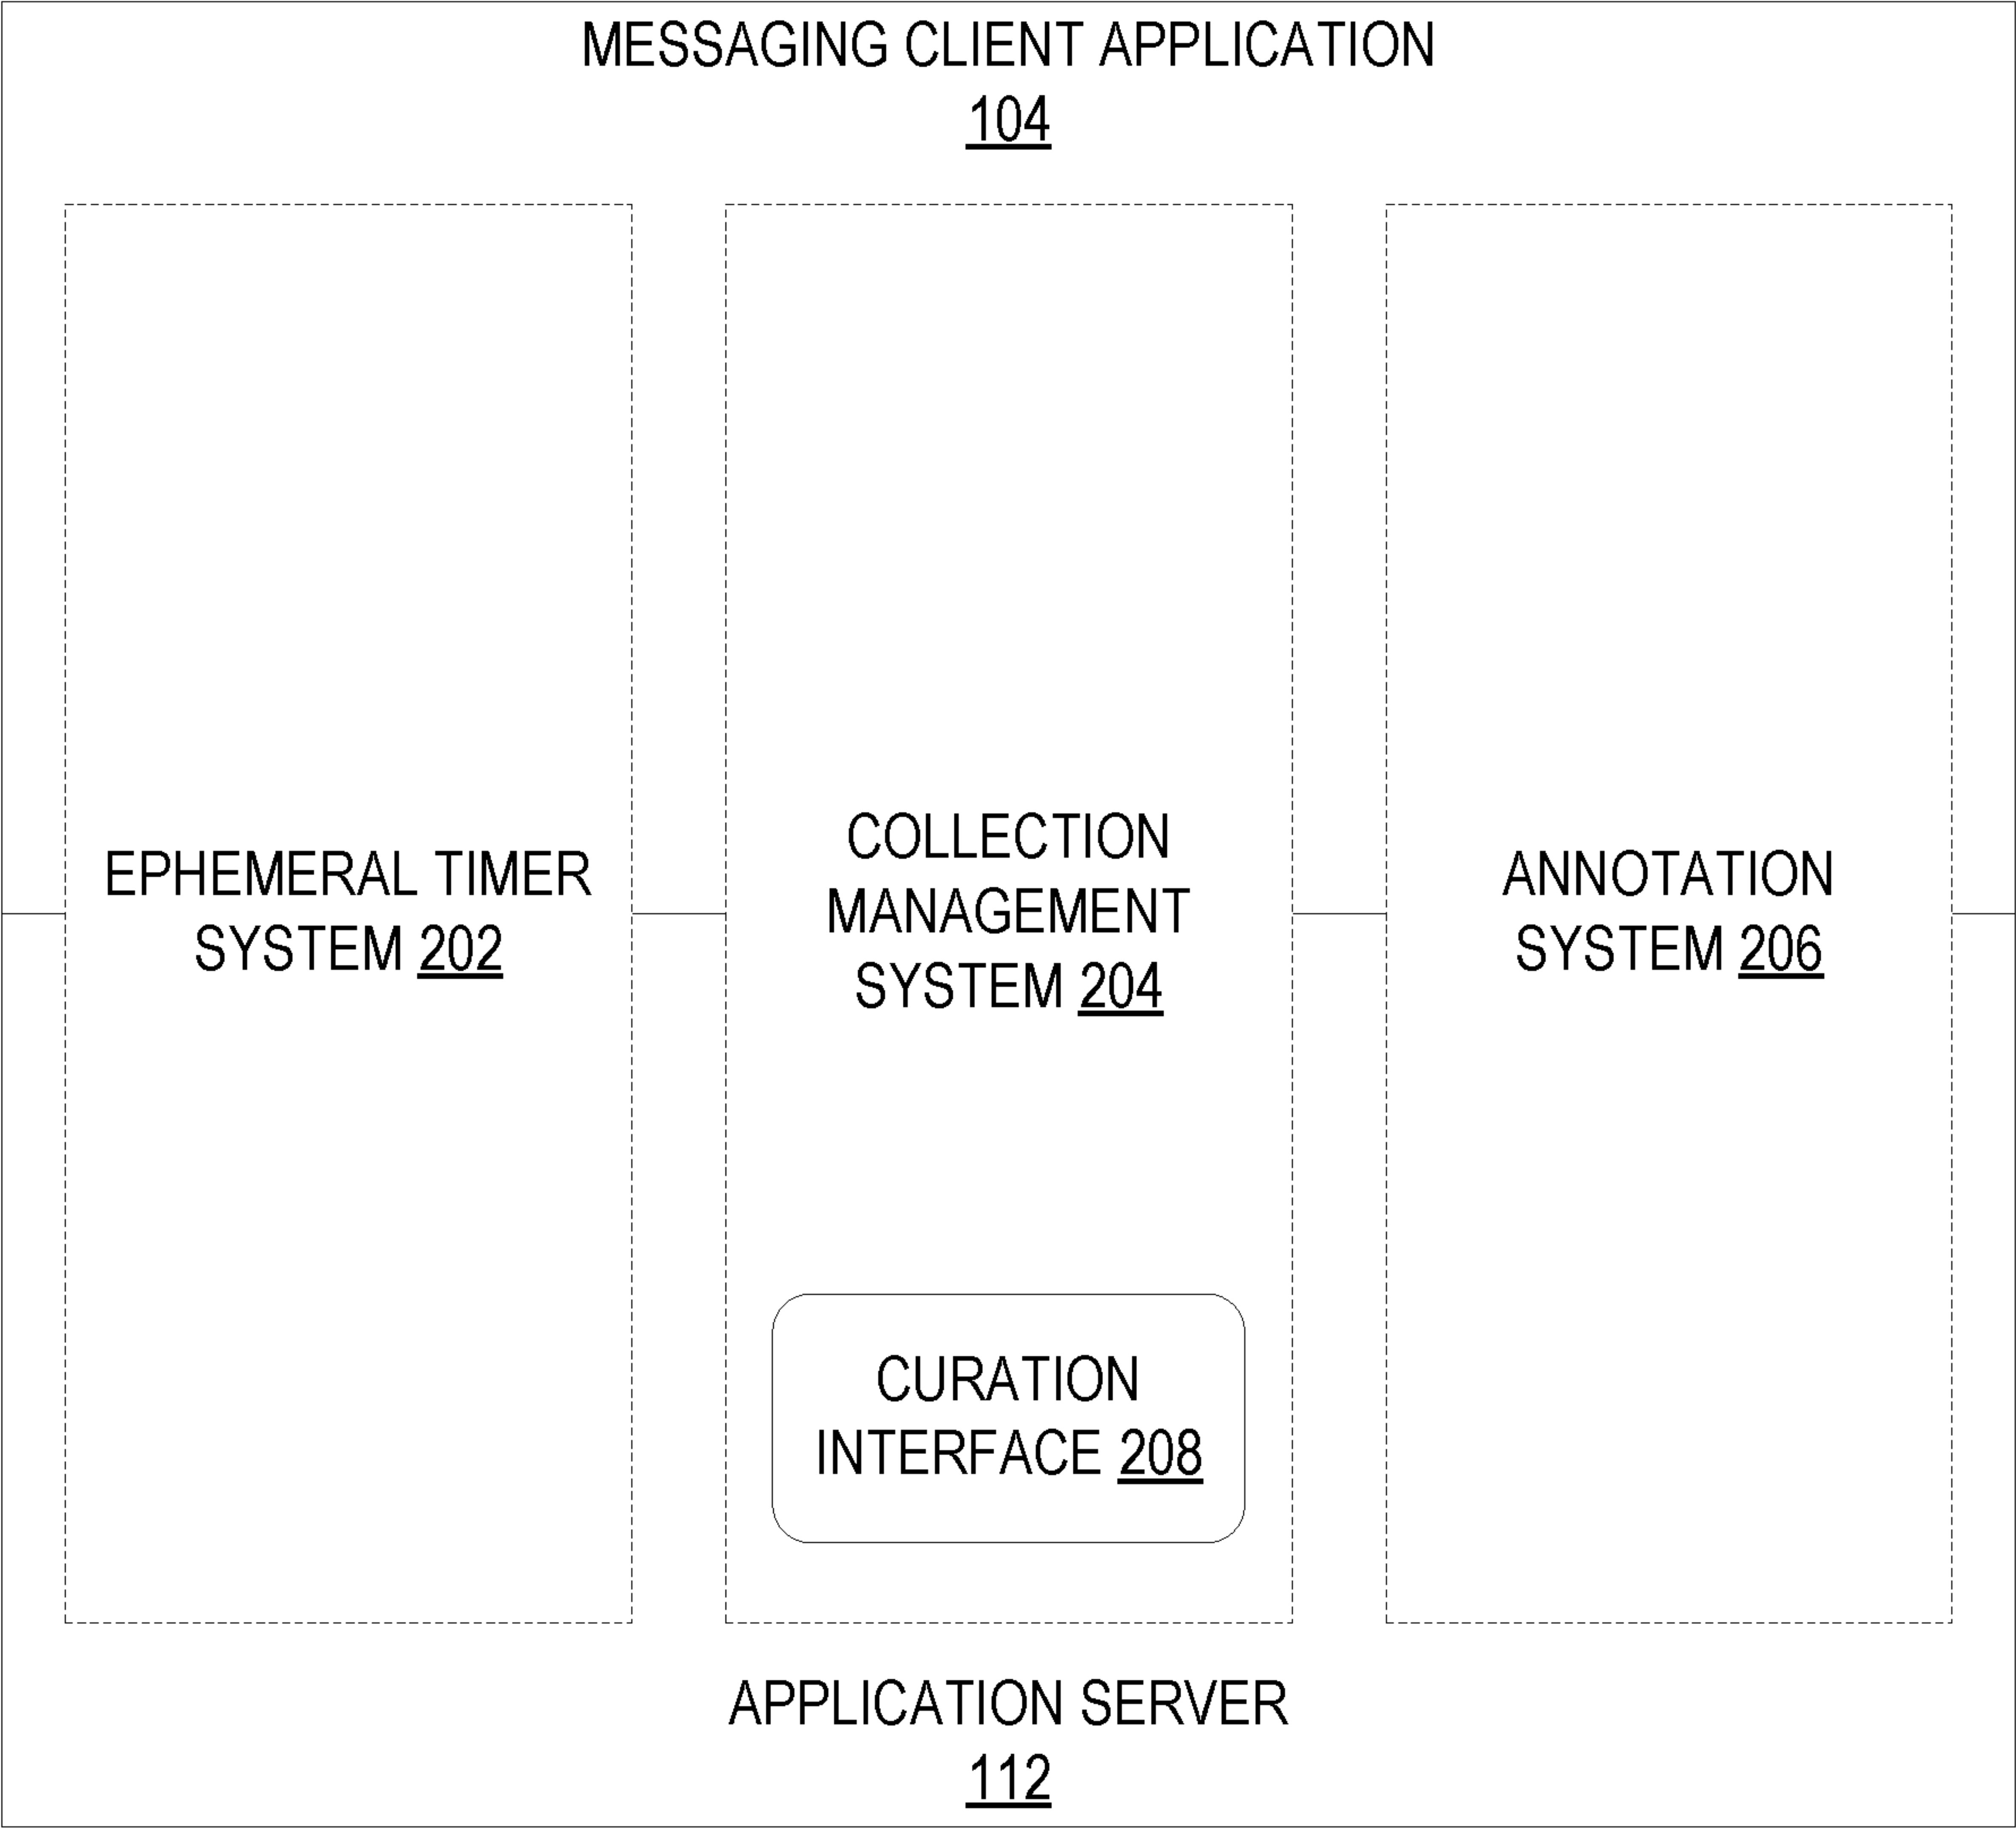 MESSAGING CLIENT APPLICATION
104
EPHEMERAL TIMER
SYSTEM 202
COLLECTION
MANAGEMENT
SYSTEM 204
ANNOTATION
SYSTEM 206
CURATION
INTERFACE 208
APPLICATION SERVER
112